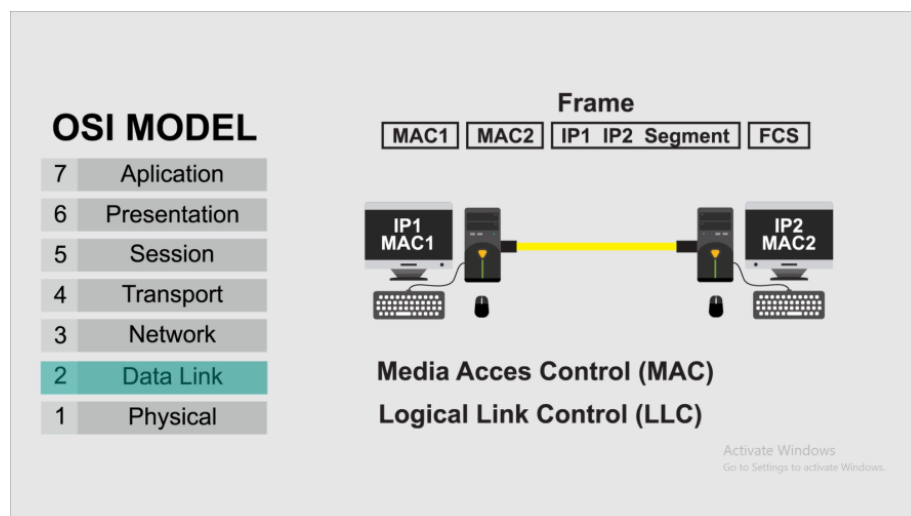 OSI MODEL
7 Aplication
6 Presentation
5 Session
4 Transport
3 Network
2 Data Link
1 Physical
Frame
MAC1 MAC2 IP1 IP2 Segment FCS
IP1
MAC1
IP2
MAC2
Media Acces Control (MAC)
Logical Link Control (LLC)
Activate Windows
Go to Settings to activate Windows.